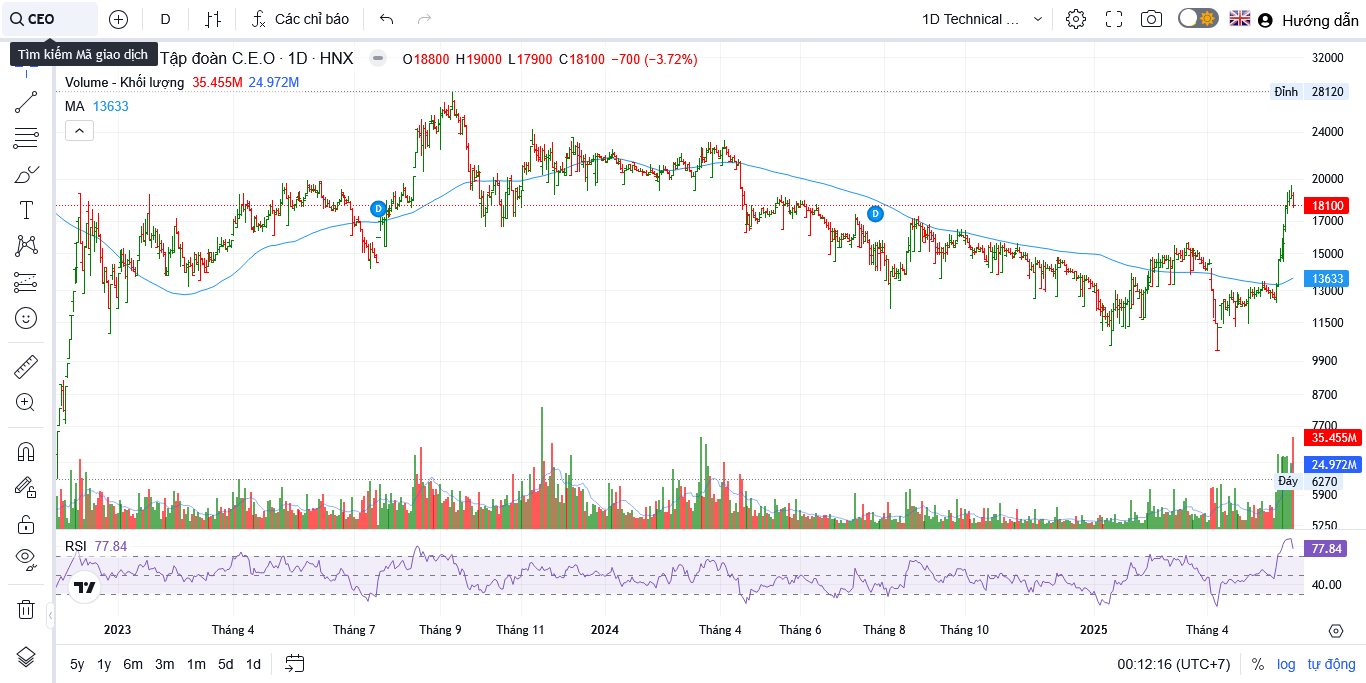 CEO
D
Các chỉ báo
1D Technical ...
Hướng dẫn
Tìm kiếm Mã giao dịch
Tập đoàn C.E.O · 1D · HNX
O18800 H19000 L17900 C18100 −700 (−3.72%)
Volume - Khối lượng 35.455M 24.972M
MA 13633
32000
Đỉnh 28120
24000
20000
18100
17000
15000
13633
13000
11500
9900
8700
7700
35.455M
24.972M
Đáy 6270
5900
5250
D
D
RSI 77.84
77.84
40.00
2023 Tháng 4 Tháng 7 Tháng 9 Tháng 11 2024 Tháng 4 Tháng 6 Tháng 8 Tháng 10 2025 Tháng 4
5y 1y 6m 3m 1m 5d 1d
00:12:16 (UTC+7) % log tự động